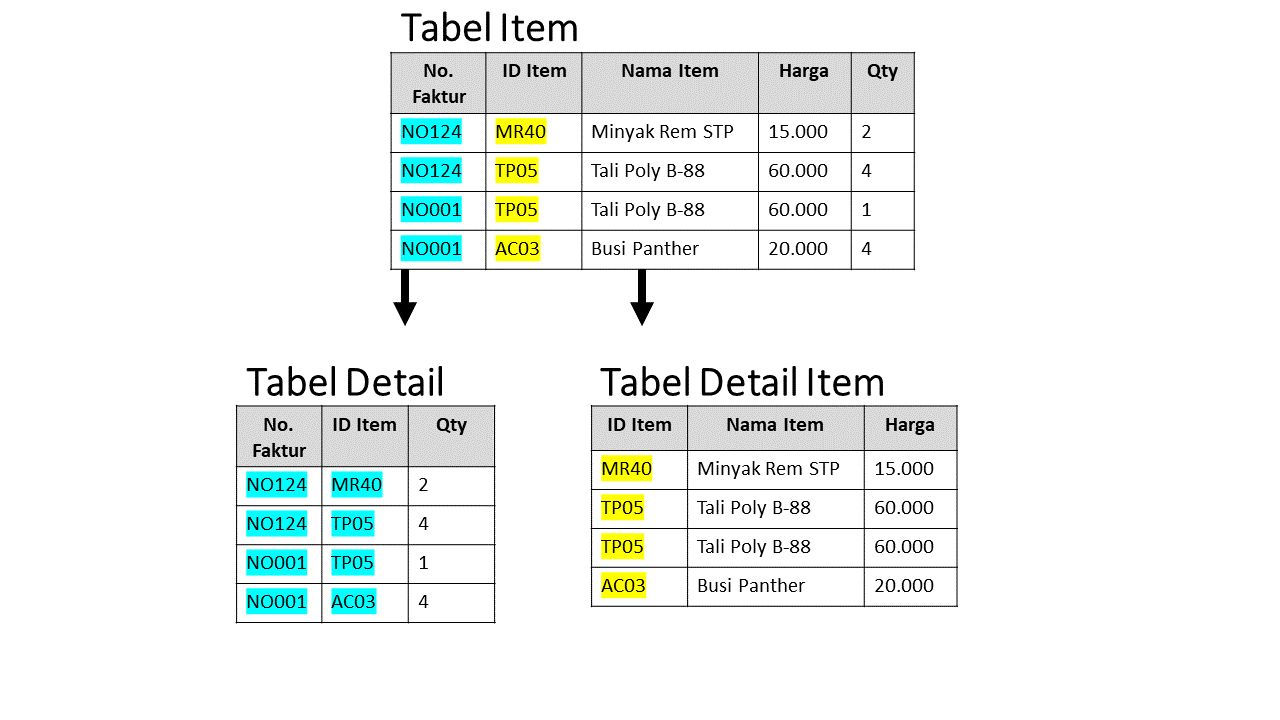 Tabel Item
No. Faktur ID Item Nama Item Harga Qty
NO124 MR40 Minyak Rem STP 15.000 2
NO124 TP05 Tali Poly B-88 60.000 4
NO001 TP05 Tali Poly B-88 60.000 1
NO001 AC03 Busi Panther 20.000 4
Tabel Detail
No. Faktur ID Item Qty
NO124 MR40 2
NO124 TP05 4
NO001 TP05 1
NO001 AC03 4
Tabel Detail Item
ID Item Nama Item Harga
MR40 Minyak Rem STP 15.000
TP05 Tali Poly B-88 60.000
TP05 Tali Poly B-88 60.000
AC03 Busi Panther 20.000